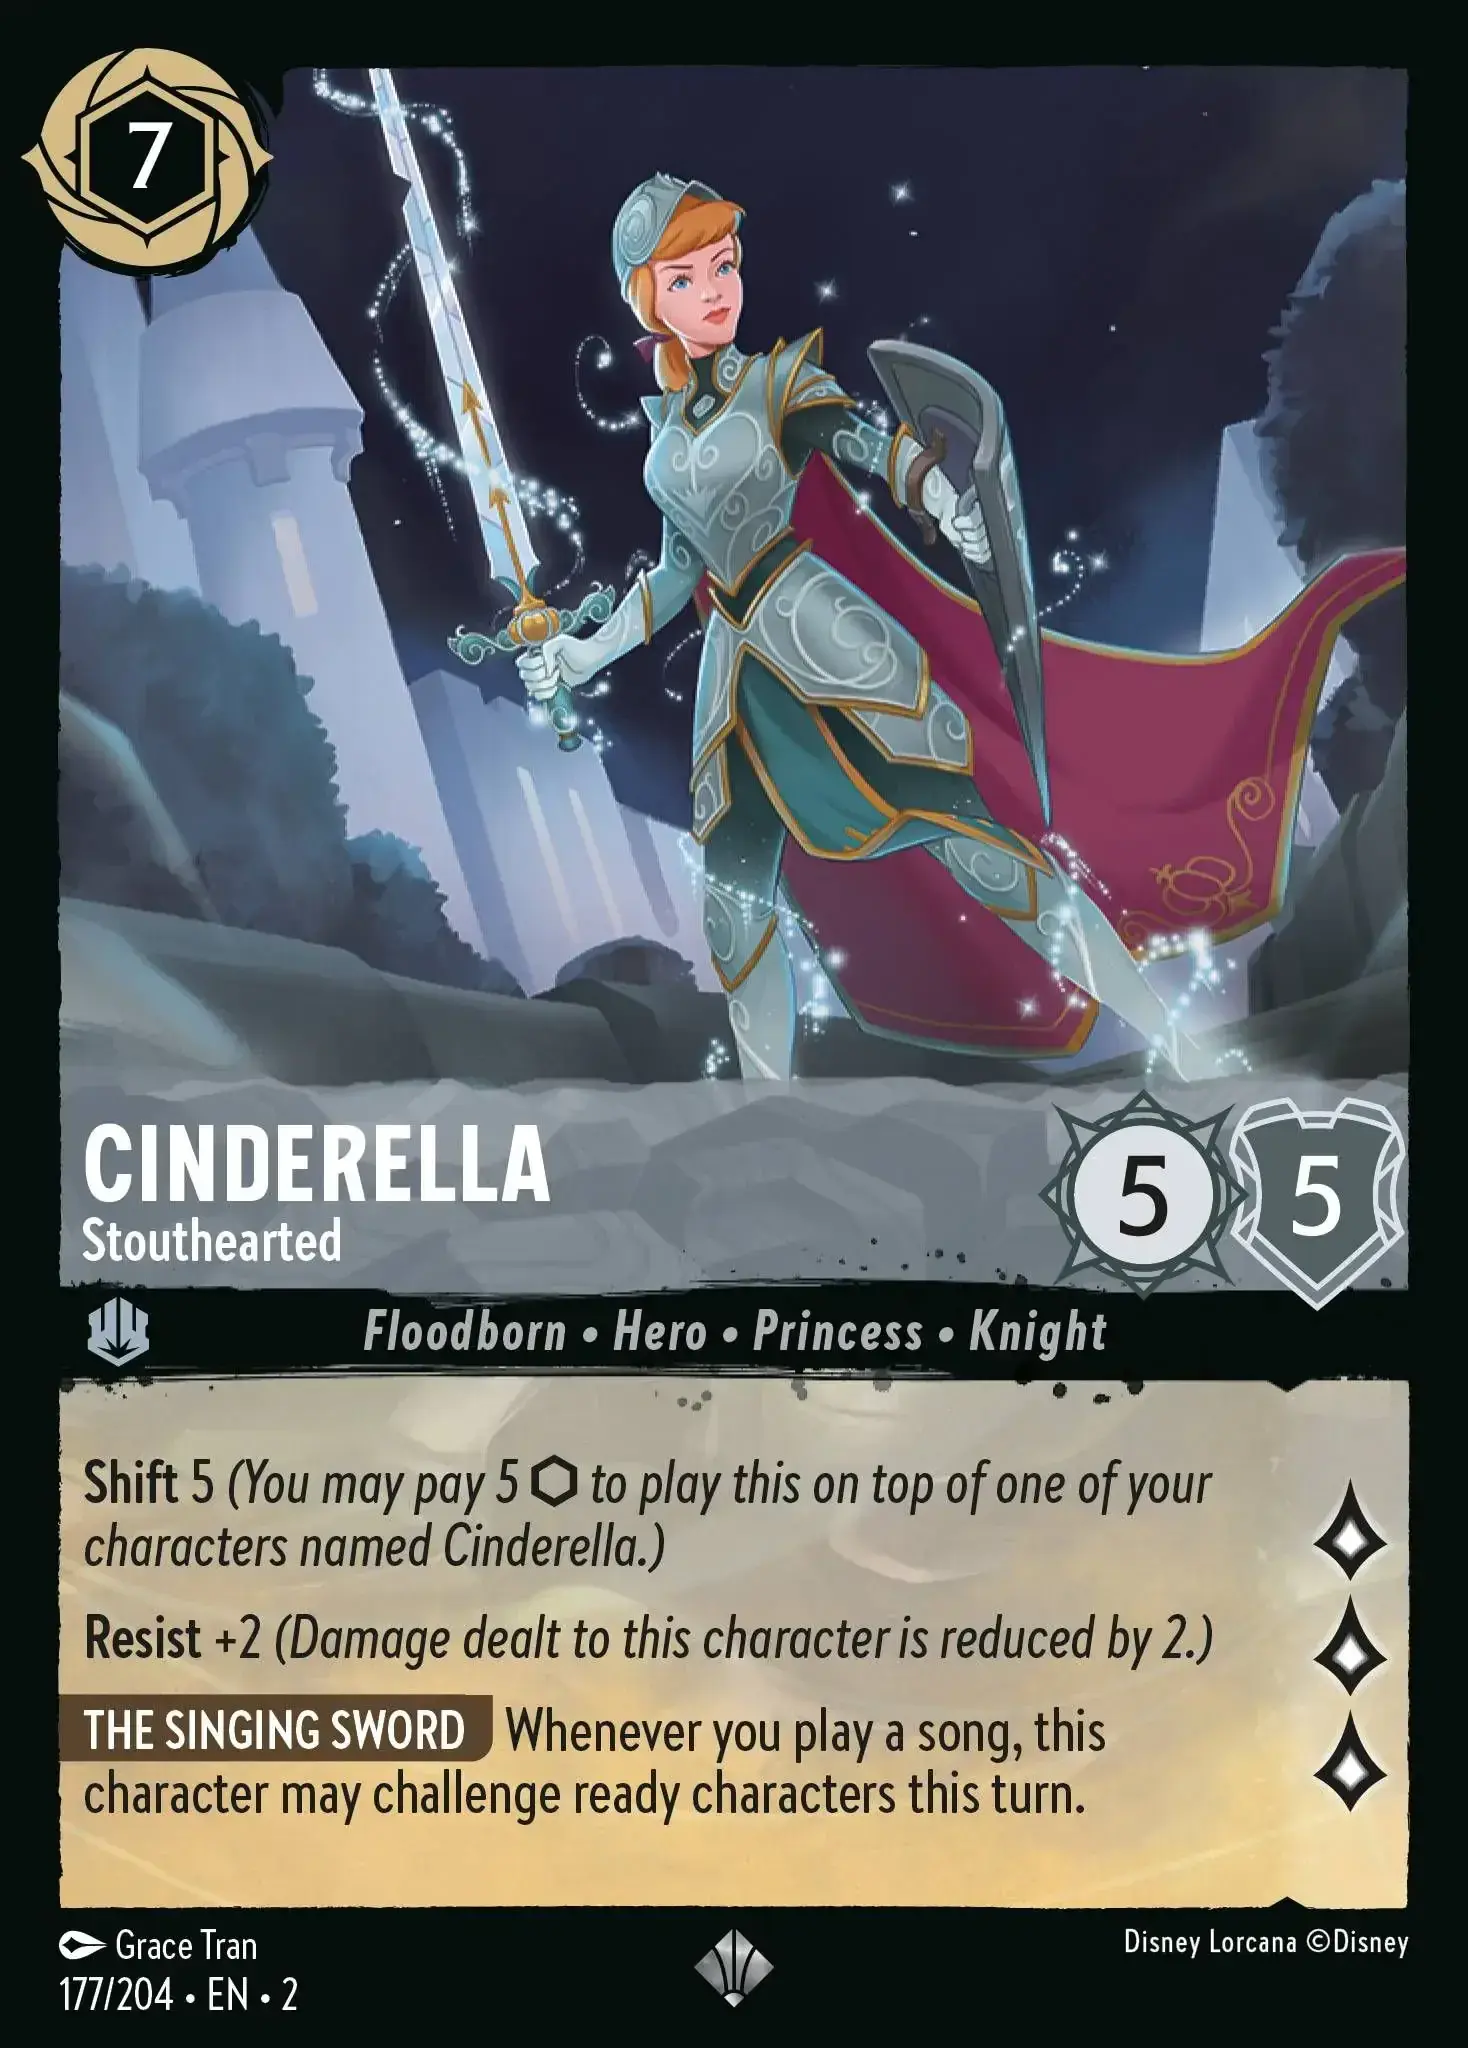 7
CINDERELLA
Stouthearted
5 5
Floodborn • Hero • Princess • Knight
Shift 5 (You may pay 5 ⬡ to play this on top of one of your
characters named Cinderella.)
Resist +2 (Damage dealt to this character is reduced by 2.)
THE SINGING SWORD Whenever you play a song, this
character may challenge ready characters this turn.
Grace Tran
177/204 • EN • 2
Disney Lorcana ©Disney